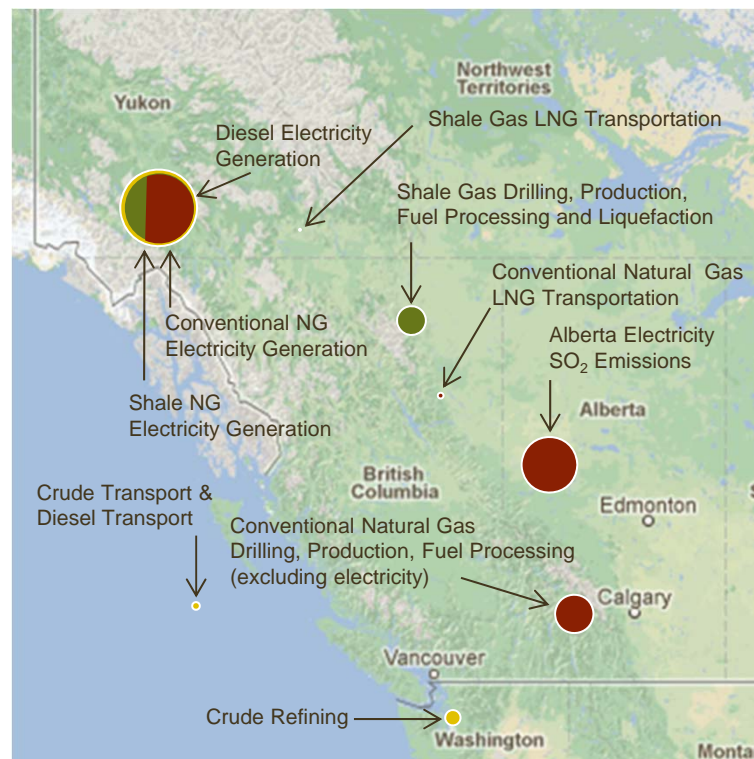 Northwest
Territories
Yukon
Shale Gas LNG Transportation
Diesel Electricity
Generation
Shale Gas Drilling, Production,
Fuel Processing and Liquefaction
Conventional Natural Gas
LNG Transportation
Conventional NG
Electricity Generation
Alberta Electricity
SO₂ Emissions
Shale NG
Electricity Generation
Alberta
British
Columbia
Crude Transport &
Diesel Transport
Edmonton
Conventional Natural Gas
Drilling, Production, Fuel Processing
(excluding electricity)
Calgary
Vancouver
Crude Refining
Washington
Monta
S